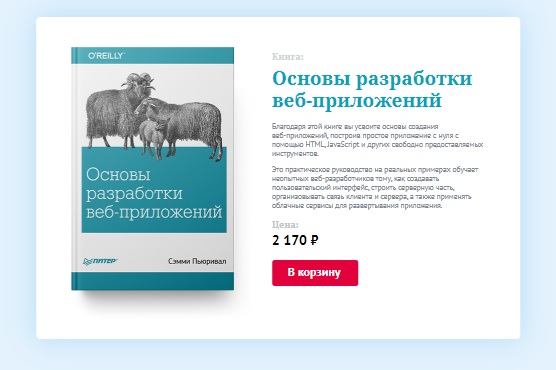 O'REILLY
Основы
разработки
веб-приложений
ПИТЕР
Сэмми Пьюривал
Книга:
Основы разработки
веб-приложений
Благодаря этой книге вы усвоите основы создания
веб-приложений, построив простое приложение с нуля с
помощью HTML, JavaScript и других свободно предоставляемых
инструментов.
Это практическое руководство на реальных примерах обучает
неопытных веб-разработчиков тому, как создавать
пользовательский интерфейс, строить серверную часть,
организовывать связь клиента и сервера, а также применять
облачные сервисы для развертывания приложения.
Цена:
2 170 ₽
В корзину